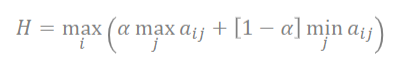 H = max_i (α max_j a_ij + [1 − α] min_j a_ij)